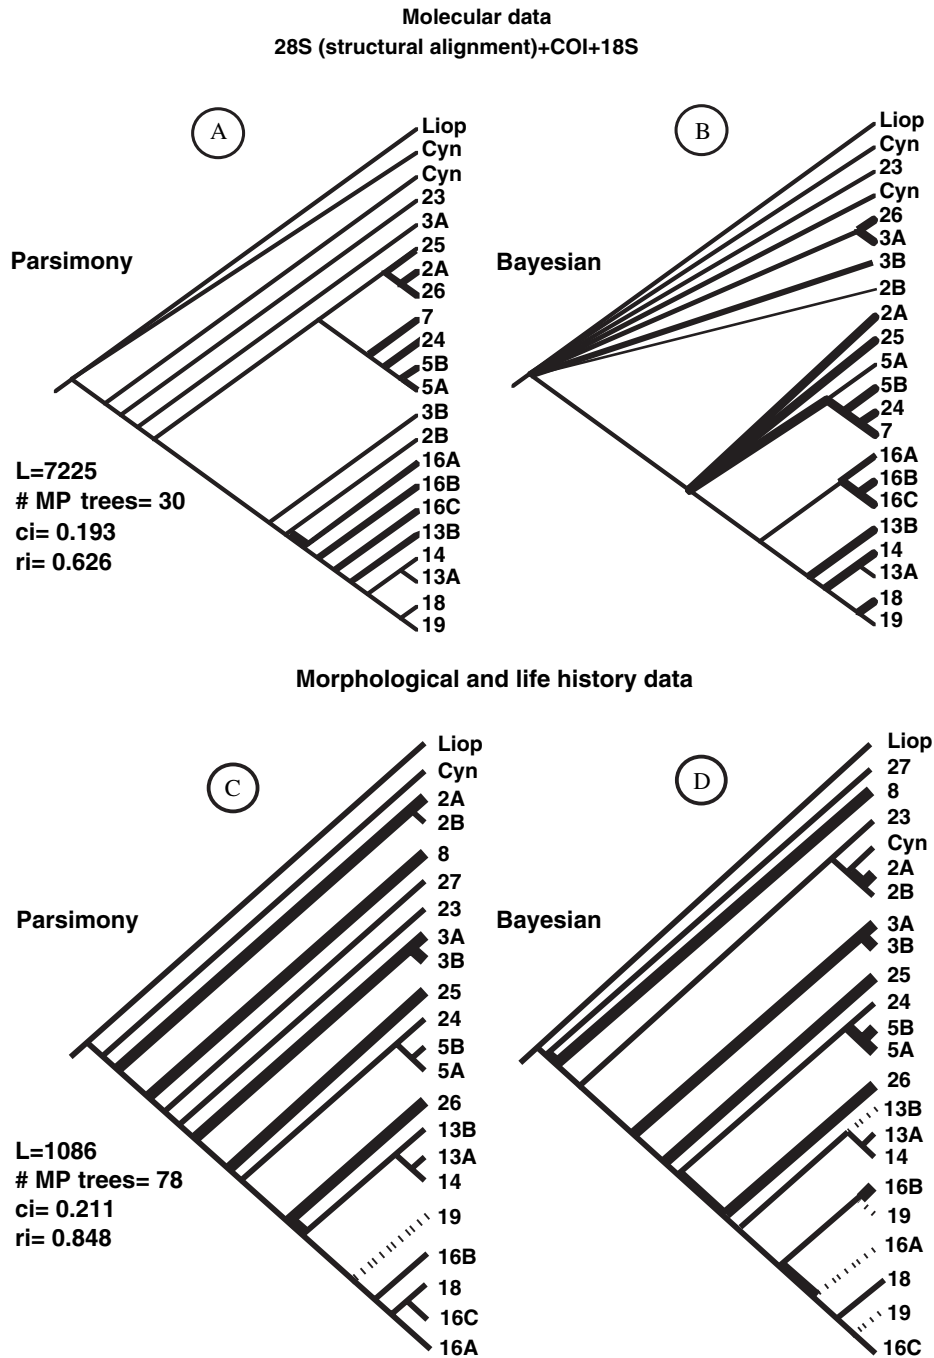 Molecular data
28S (structural alignment)+COI+18S
A
Parsimony
Liop
Cyn
Cyn
23
3A
25
2A
26
7
24
5B
5A
3B
2B
16A
16B
16C
13B
14
13A
18
19
L=7225
# MP trees= 30
ci= 0.193
ri= 0.626
B
Bayesian
Liop
Cyn
23
Cyn
26
3A
3B
2B
2A
25
5A
5B
24
7
16A
16B
16C
13B
14
13A
18
19
Morphological and life history data
C
Parsimony
Liop
Cyn
2A
2B
8
27
23
3A
3B
25
24
5B
5A
26
13B
13A
14
19
16B
18
16C
16A
L=1086
# MP trees= 78
ci= 0.211
ri= 0.848
D
Bayesian
Liop
27
8
23
Cyn
2A
2B
3A
3B
25
24
5B
5A
26
13B
13A
14
16B
19
16A
18
19
16C